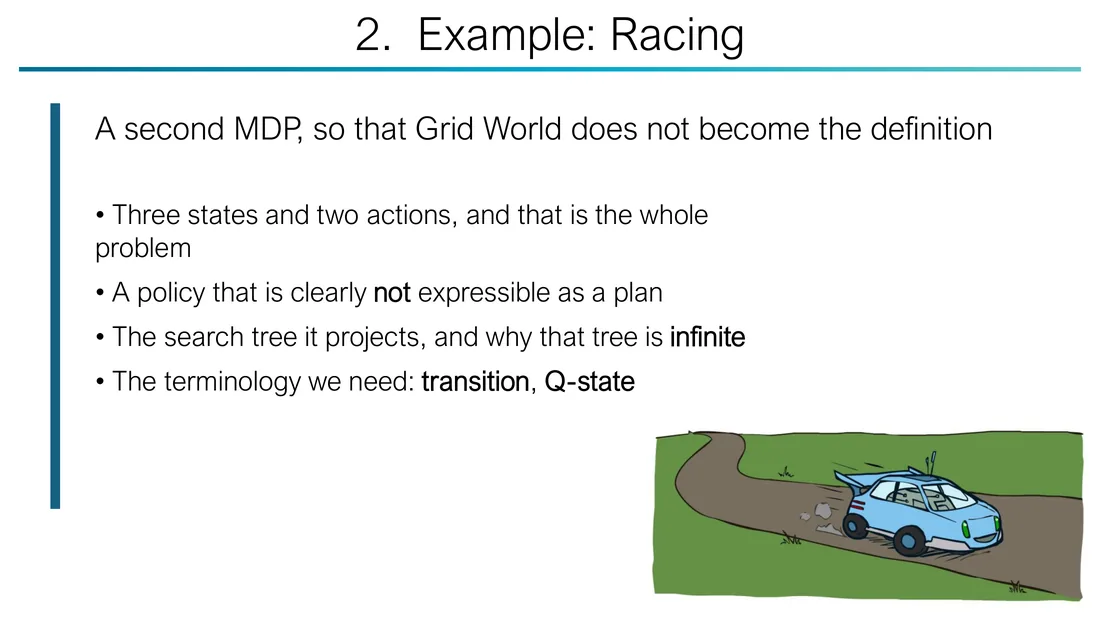 2. Example: Racing
A second MDP, so that Grid World does not become the definition
• Three states and two actions, and that is the whole
problem
• A policy that is clearly not expressible as a plan
• The search tree it projects, and why that tree is infinite
• The terminology we need: transition, Q-state